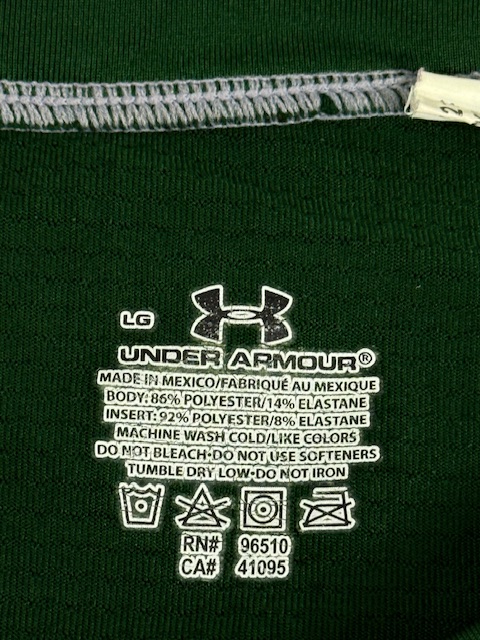 LG
UNDER ARMOUR®
MADE IN MEXICO/FABRIQUÉ AU MEXIQUE
BODY: 86% POLYESTER/14% ELASTANE
INSERT: 92% POLYESTER/8% ELASTANE
MACHINE WASH COLD/LIKE COLORS
DO NOT BLEACH·DO NOT USE SOFTENERS
TUMBLE DRY LOW·DO NOT IRON
RN# 96510
CA# 41095